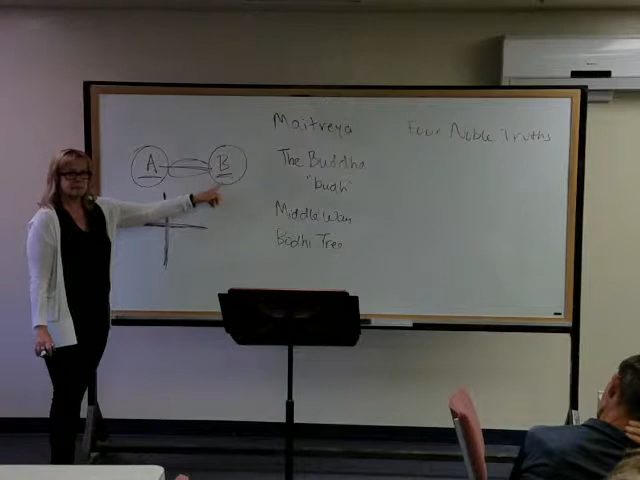 Maitreya
Four Noble Truths
A B
The Buddha
"budh"
Middle Way
Bodhi Tree